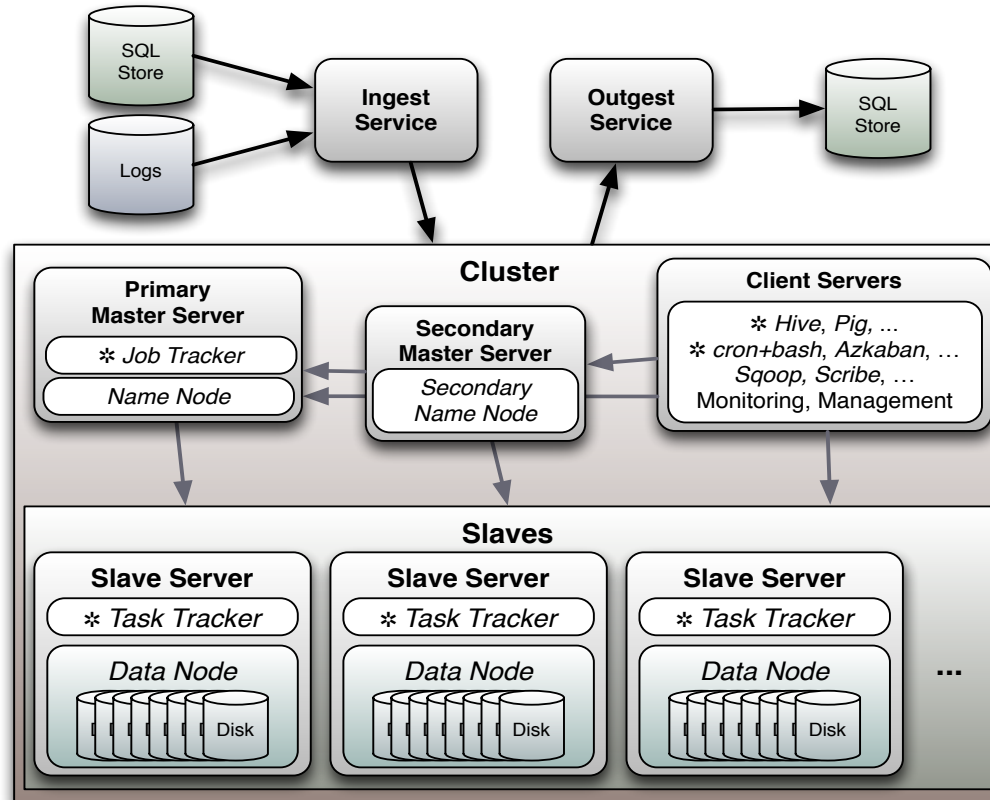 SQL
Store
Logs
Ingest
Service
Outgest
Service
SQL
Store
Cluster
Primary
Master Server
✲ Job Tracker
Name Node
Secondary
Master Server
Secondary
Name Node
Client Servers
✲ Hive, Pig, ...
✲ cron+bash, Azkaban, …
Sqoop, Scribe, …
Monitoring, Management
Slaves
Slave Server
✲ Task Tracker
Data Node
Disk
Slave Server
✲ Task Tracker
Data Node
Disk
Slave Server
✲ Task Tracker
Data Node
Disk
...